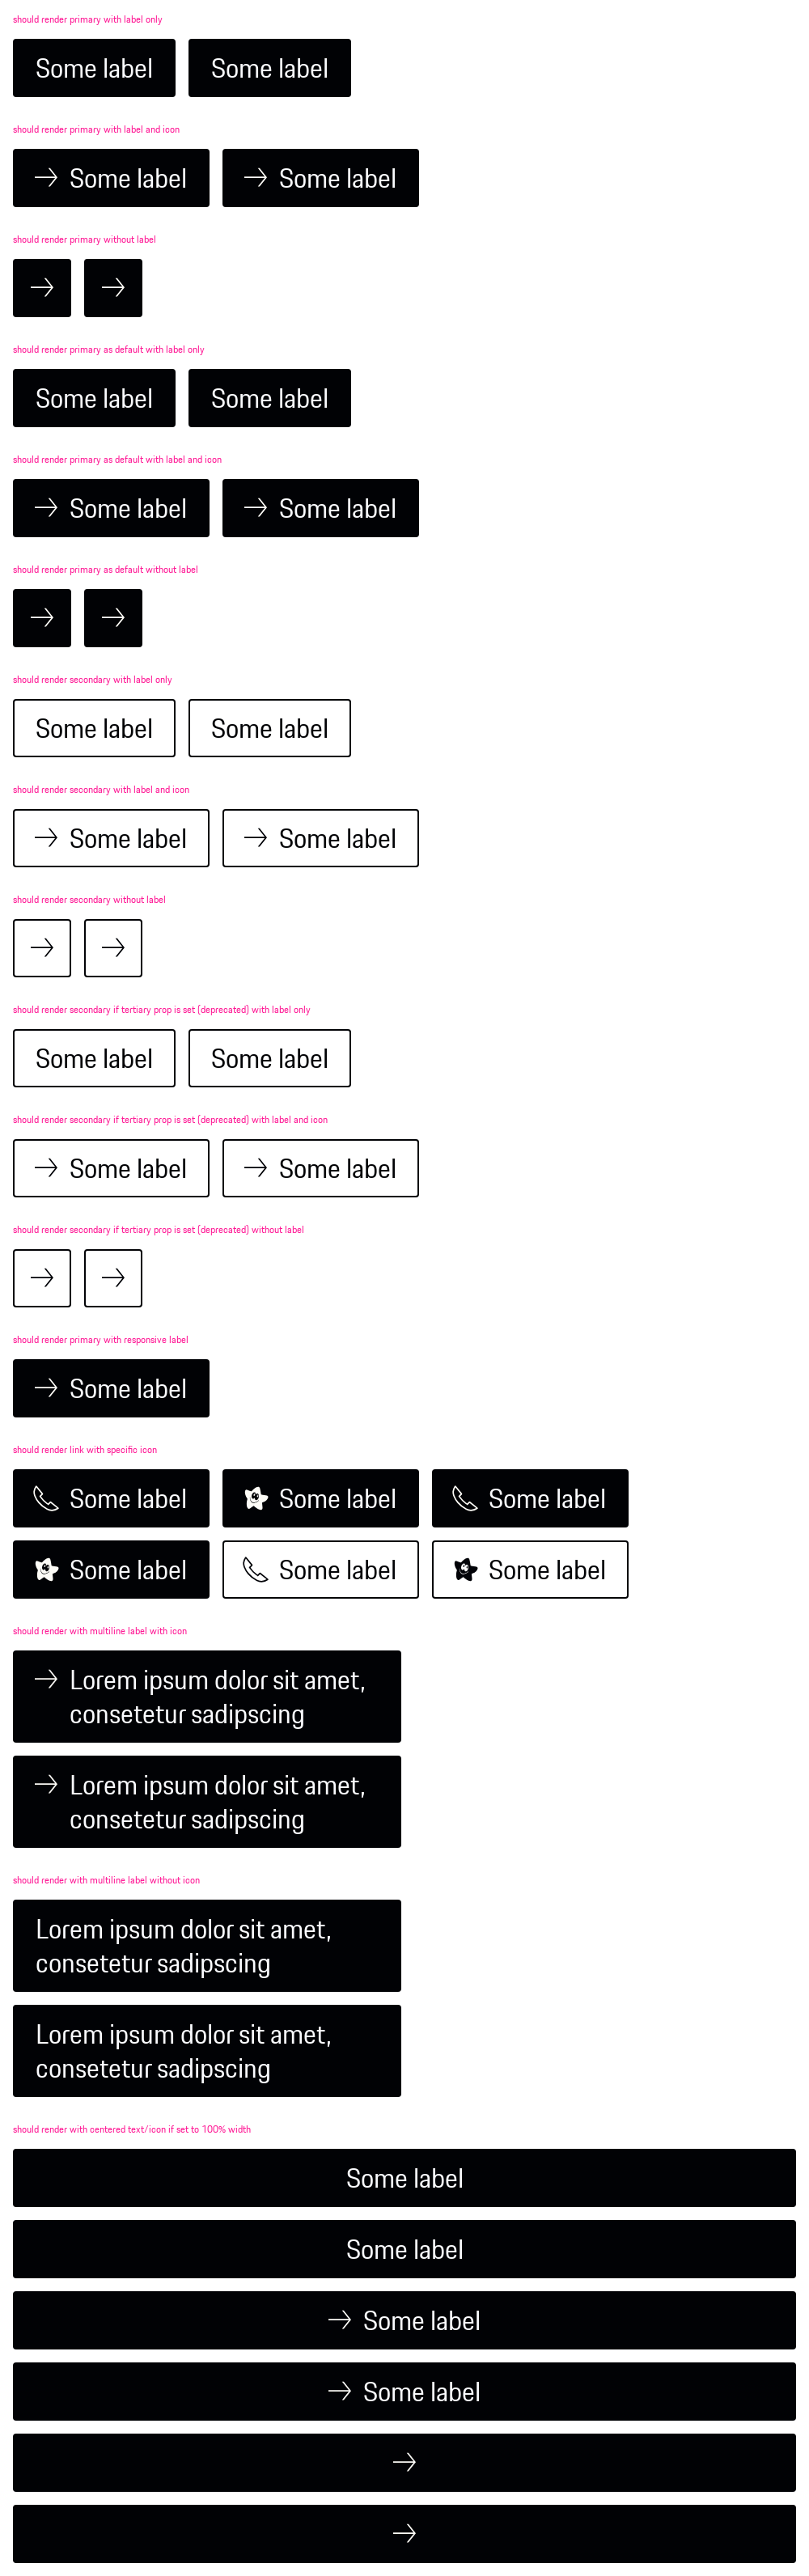 should render primary with label only
Some label Some label
should render primary with label and icon
Some label Some label
should render primary without label
should render primary as default with label only
Some label Some label
should render primary as default with label and icon
Some label Some label
should render primary as default without label
should render secondary with label only
Some label Some label
should render secondary with label and icon
Some label Some label
should render secondary without label
should render secondary if tertiary prop is set (deprecated) with label only
Some label Some label
should render secondary if tertiary prop is set (deprecated) with label and icon
Some label Some label
should render secondary if tertiary prop is set (deprecated) without label
should render primary with responsive label
Some label
should render link with specific icon
Some label Some label Some label
Some label Some label Some label
should render with multiline label with icon
Lorem ipsum dolor sit amet,
consetetur sadipscing
Lorem ipsum dolor sit amet,
consetetur sadipscing
should render with multiline label without icon
Lorem ipsum dolor sit amet,
consetetur sadipscing
Lorem ipsum dolor sit amet,
consetetur sadipscing
should render with centered text/icon if set to 100% width
Some label
Some label
Some label
Some label